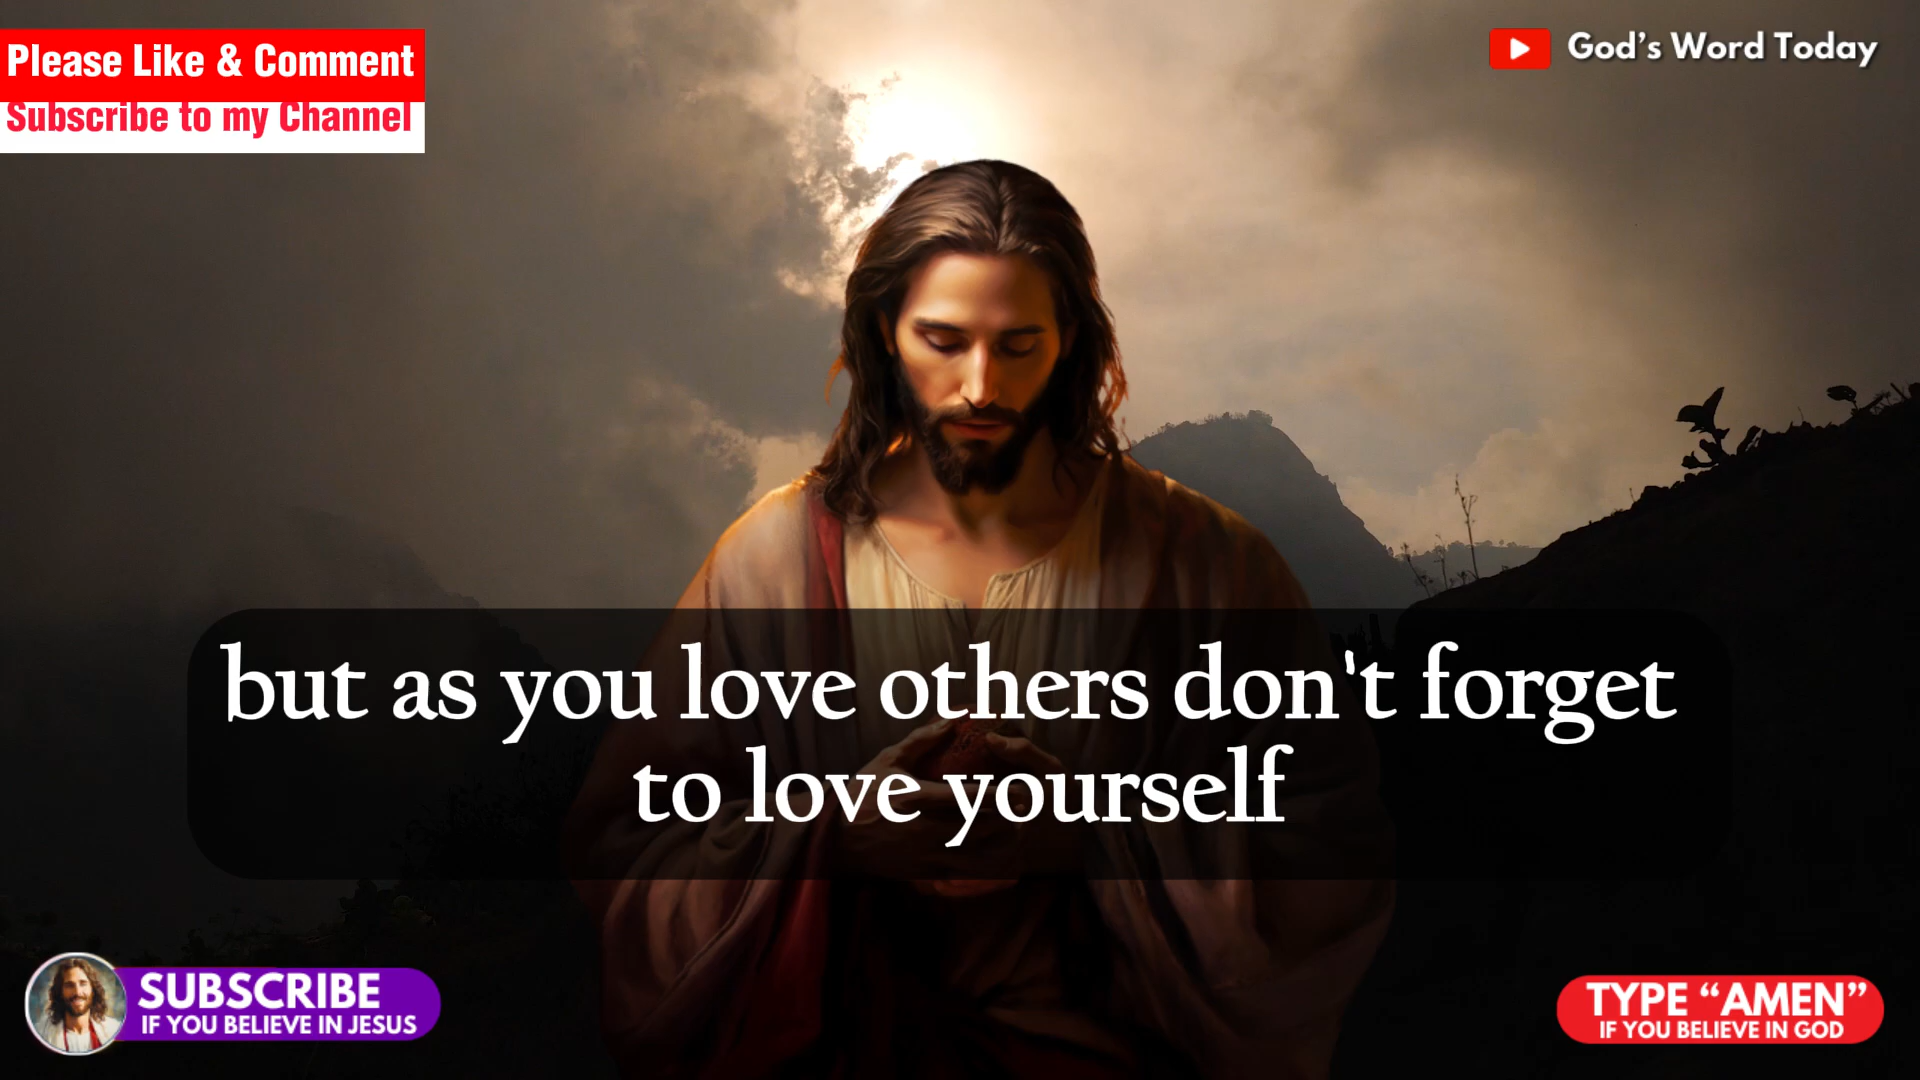 Please Like & Comment
Subscribe to my Channel
God's Word Today
but as you love others don't forget
to love yourself
SUBSCRIBE
IF YOU BELIEVE IN JESUS
TYPE “AMEN”
IF YOU BELIEVE IN GOD